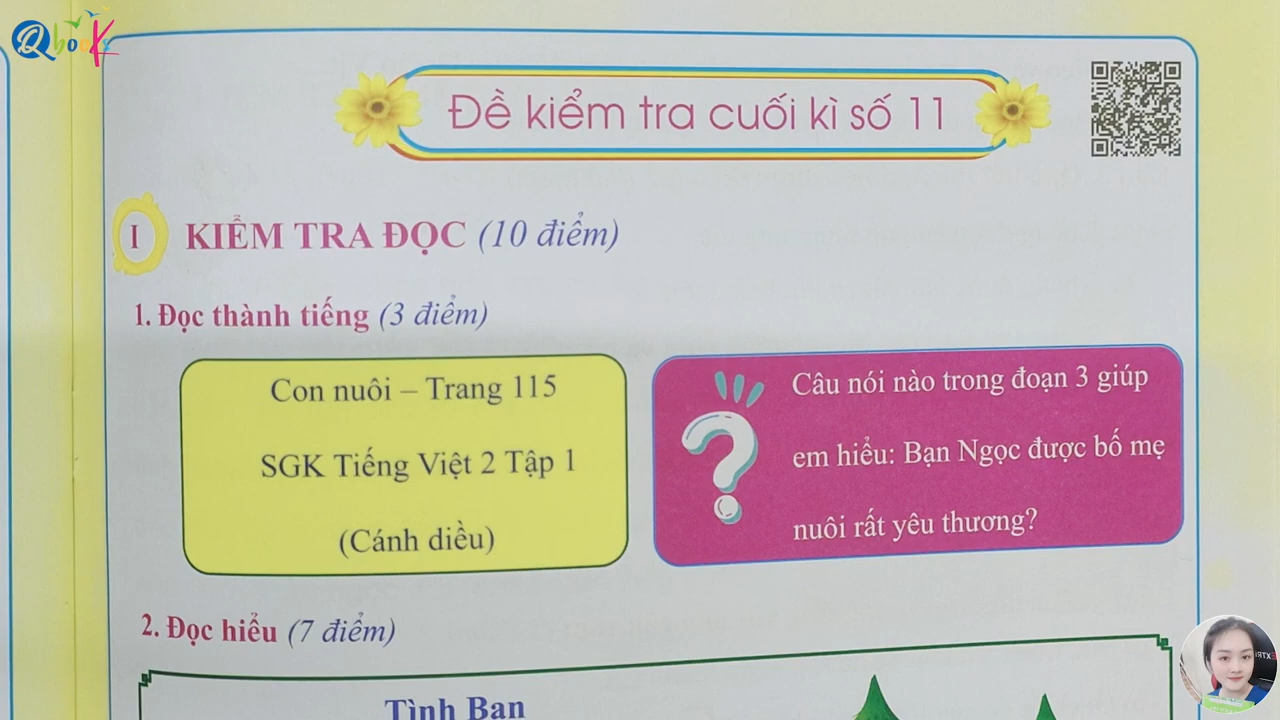 Qbooks
Đề kiểm tra cuối kì số 11
I KIỂM TRA ĐỌC (10 điểm)
1. Đọc thành tiếng (3 điểm)
Con nuôi – Trang 115
SGK Tiếng Việt 2 Tập 1
(Cánh diều)
Câu nói nào trong đoạn 3 giúp
em hiểu: Bạn Ngọc được bố mẹ
nuôi rất yêu thương?
2. Đọc hiểu (7 điểm)
Tình Bạn